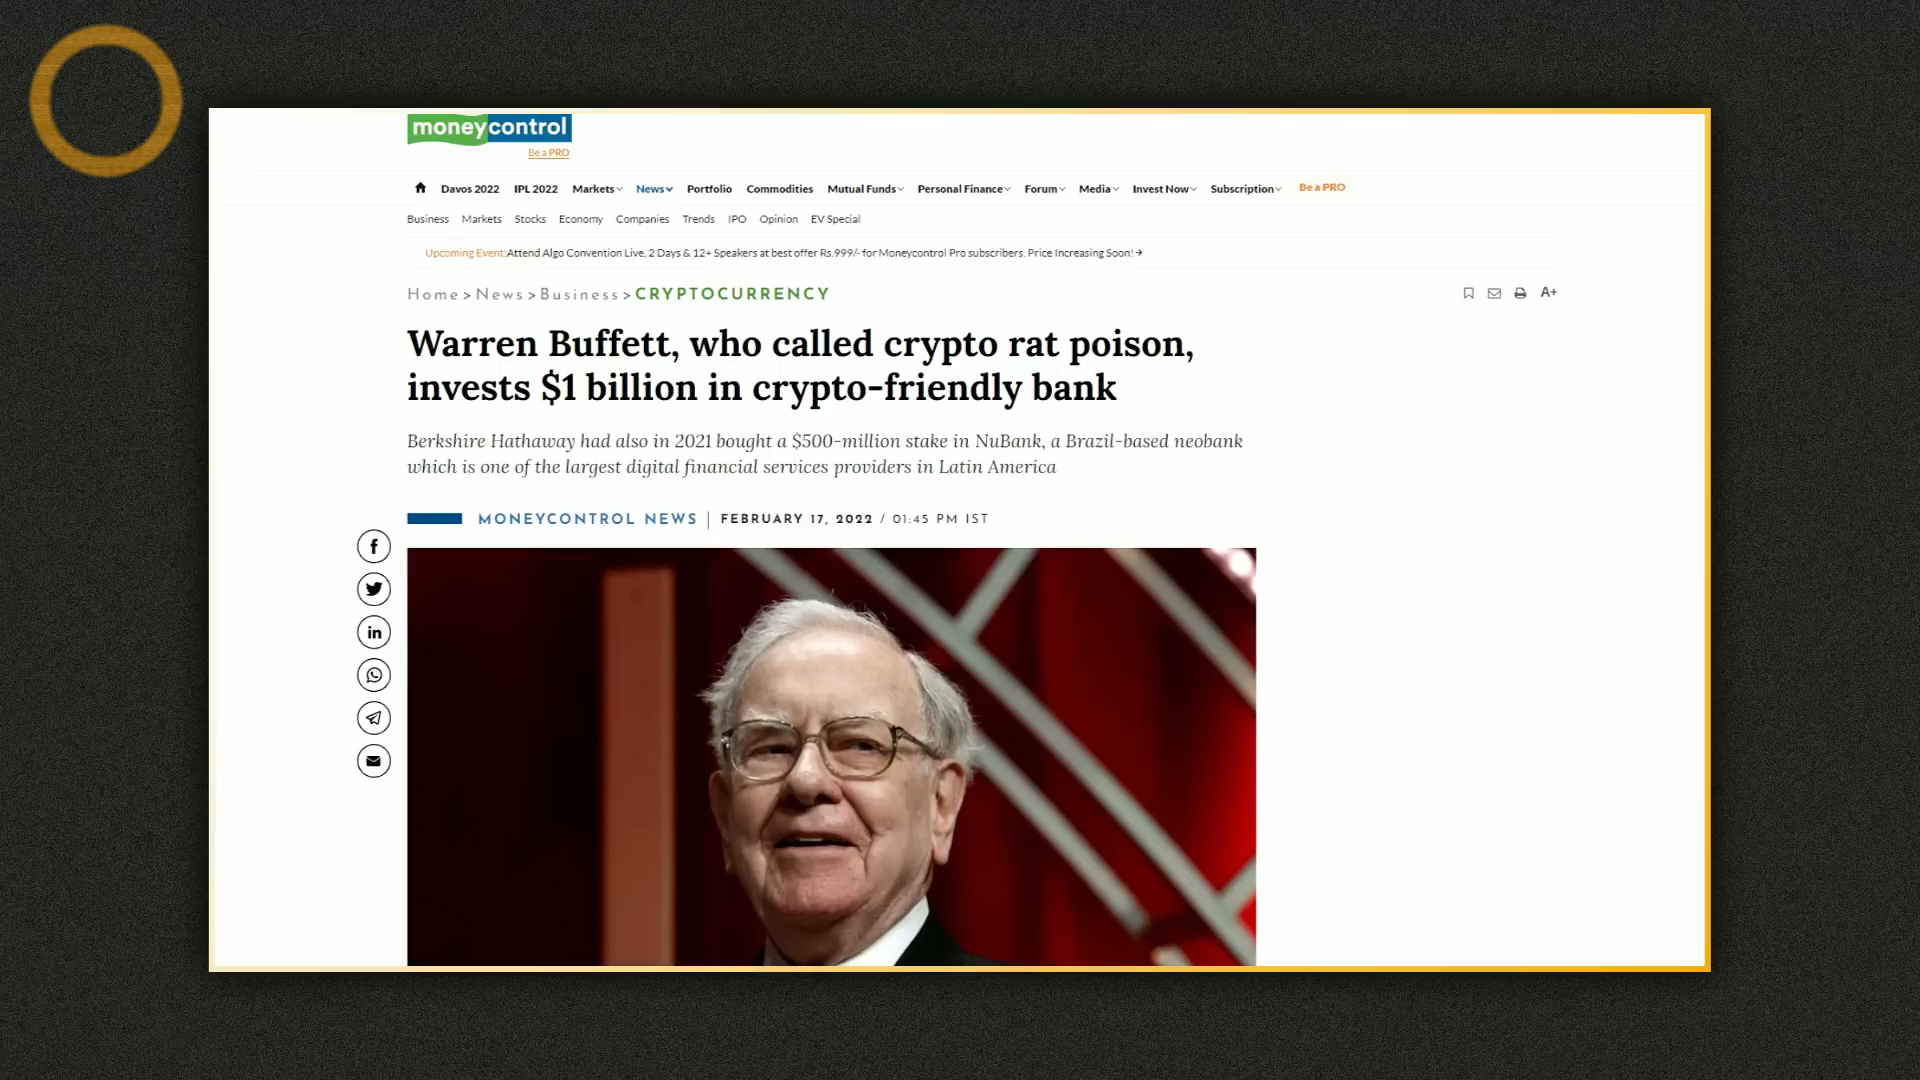 moneycontrol
Be a PRO
Davos 2022 IPL 2022 Markets News Portfolio Commodities Mutual Funds Personal Finance Forum Media Invest Now Subscription Be a PRO
Business Markets Stocks Economy Companies Trends IPO Opinion EV Special
Upcoming Event:Attend Algo Convention Live, 2 Days & 12+ Speakers at best offer Rs.999/- for Moneycontrol Pro subscribers. Price Increasing Soon!
Home > News > Business > CRYPTOCURRENCY A+
Warren Buffett, who called crypto rat poison,
invests $1 billion in crypto-friendly bank
Berkshire Hathaway had also in 2021 bought a $500-million stake in NuBank, a Brazil-based neobank
which is one of the largest digital financial services providers in Latin America
MONEYCONTROL NEWS | FEBRUARY 17, 2022 / 01:45 PM IST